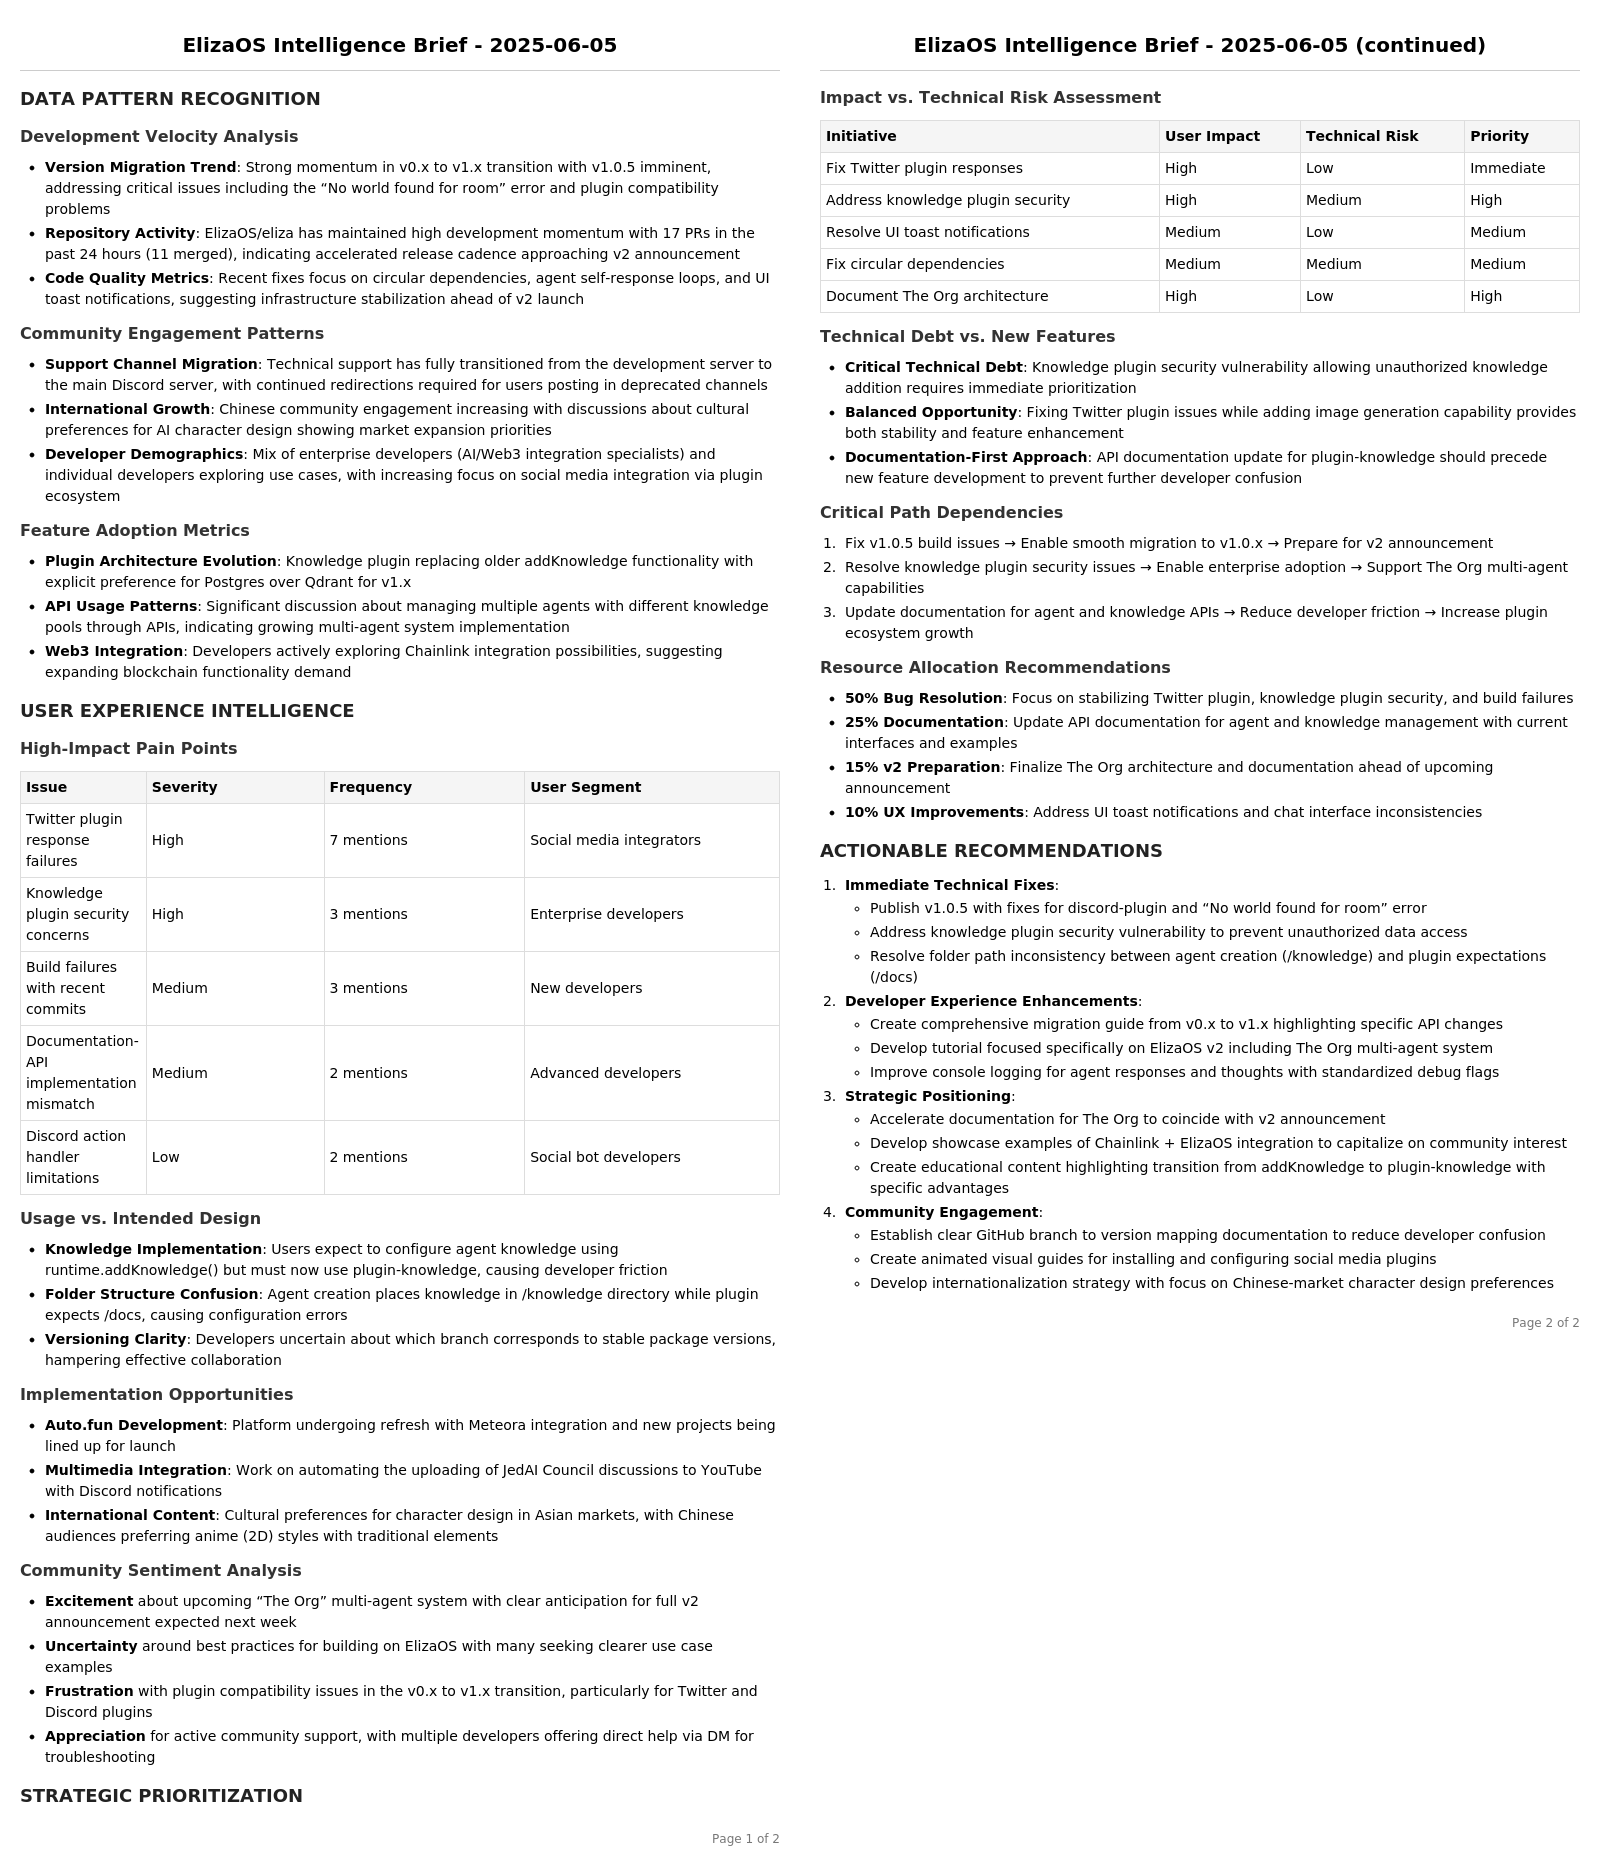 ElizaOS Intelligence Brief - 2025-06-05
DATA PATTERN RECOGNITION
Development Velocity Analysis
• Version Migration Trend: Strong momentum in v0.x to v1.x transition with v1.0.5 imminent,
addressing critical issues including the “No world found for room” error and plugin compatibility
problems
• Repository Activity: ElizaOS/eliza has maintained high development momentum with 17 PRs in the
past 24 hours (11 merged), indicating accelerated release cadence approaching v2 announcement
• Code Quality Metrics: Recent fixes focus on circular dependencies, agent self-response loops, and UI
toast notifications, suggesting infrastructure stabilization ahead of v2 launch
Community Engagement Patterns
• Support Channel Migration: Technical support has fully transitioned from the development server to
the main Discord server, with continued redirections required for users posting in deprecated channels
• International Growth: Chinese community engagement increasing with discussions about cultural
preferences for AI character design showing market expansion priorities
• Developer Demographics: Mix of enterprise developers (AI/Web3 integration specialists) and
individual developers exploring use cases, with increasing focus on social media integration via plugin
ecosystem
Feature Adoption Metrics
• Plugin Architecture Evolution: Knowledge plugin replacing older addKnowledge functionality with
explicit preference for Postgres over Qdrant for v1.x
• API Usage Patterns: Significant discussion about managing multiple agents with different knowledge
pools through APIs, indicating growing multi-agent system implementation
• Web3 Integration: Developers actively exploring Chainlink integration possibilities, suggesting
expanding blockchain functionality demand
USER EXPERIENCE INTELLIGENCE
High-Impact Pain Points
Issue Severity Frequency User Segment
Twitter plugin
response
failures
High 7 mentions Social media integrators
Knowledge
plugin security
concerns
High 3 mentions Enterprise developers
Build failures
with recent
commits
Medium 3 mentions New developers
Documentation-
API
implementation
mismatch
Medium 2 mentions Advanced developers
Discord action
handler
limitations
Low 2 mentions Social bot developers
Usage vs. Intended Design
• Knowledge Implementation: Users expect to configure agent knowledge using
runtime.addKnowledge() but must now use plugin-knowledge, causing developer friction
• Folder Structure Confusion: Agent creation places knowledge in /knowledge directory while plugin
expects /docs, causing configuration errors
• Versioning Clarity: Developers uncertain about which branch corresponds to stable package versions,
hampering effective collaboration
Implementation Opportunities
• Auto.fun Development: Platform undergoing refresh with Meteora integration and new projects being
lined up for launch
• Multimedia Integration: Work on automating the uploading of JedAI Council discussions to YouTube
with Discord notifications
• International Content: Cultural preferences for character design in Asian markets, with Chinese
audiences preferring anime (2D) styles with traditional elements
Community Sentiment Analysis
• Excitement about upcoming “The Org” multi-agent system with clear anticipation for full v2
announcement expected next week
• Uncertainty around best practices for building on ElizaOS with many seeking clearer use case
examples
• Frustration with plugin compatibility issues in the v0.x to v1.x transition, particularly for Twitter and
Discord plugins
• Appreciation for active community support, with multiple developers offering direct help via DM for
troubleshooting
STRATEGIC PRIORITIZATION
Page 1 of 2
ElizaOS Intelligence Brief - 2025-06-05 (continued)
Impact vs. Technical Risk Assessment
Initiative User Impact Technical Risk Priority
Fix Twitter plugin responses High Low Immediate
Address knowledge plugin security High Medium High
Resolve UI toast notifications Medium Low Medium
Fix circular dependencies Medium Medium Medium
Document The Org architecture High Low High
Technical Debt vs. New Features
• Critical Technical Debt: Knowledge plugin security vulnerability allowing unauthorized knowledge
addition requires immediate prioritization
• Balanced Opportunity: Fixing Twitter plugin issues while adding image generation capability provides
both stability and feature enhancement
• Documentation-First Approach: API documentation update for plugin-knowledge should precede
new feature development to prevent further developer confusion
Critical Path Dependencies
1. Fix v1.0.5 build issues → Enable smooth migration to v1.0.x → Prepare for v2 announcement
2. Resolve knowledge plugin security issues → Enable enterprise adoption → Support The Org multi-agent
capabilities
3. Update documentation for agent and knowledge APIs → Reduce developer friction → Increase plugin
ecosystem growth
Resource Allocation Recommendations
• 50% Bug Resolution: Focus on stabilizing Twitter plugin, knowledge plugin security, and build failures
• 25% Documentation: Update API documentation for agent and knowledge management with current
interfaces and examples
• 15% v2 Preparation: Finalize The Org architecture and documentation ahead of upcoming
announcement
• 10% UX Improvements: Address UI toast notifications and chat interface inconsistencies
ACTIONABLE RECOMMENDATIONS
1. Immediate Technical Fixes:
◦ Publish v1.0.5 with fixes for discord-plugin and “No world found for room” error
◦ Address knowledge plugin security vulnerability to prevent unauthorized data access
◦ Resolve folder path inconsistency between agent creation (/knowledge) and plugin expectations
(/docs)
2. Developer Experience Enhancements:
◦ Create comprehensive migration guide from v0.x to v1.x highlighting specific API changes
◦ Develop tutorial focused specifically on ElizaOS v2 including The Org multi-agent system
◦ Improve console logging for agent responses and thoughts with standardized debug flags
3. Strategic Positioning:
◦ Accelerate documentation for The Org to coincide with v2 announcement
◦ Develop showcase examples of Chainlink + ElizaOS integration to capitalize on community interest
◦ Create educational content highlighting transition from addKnowledge to plugin-knowledge with
specific advantages
4. Community Engagement:
◦ Establish clear GitHub branch to version mapping documentation to reduce developer confusion
◦ Create animated visual guides for installing and configuring social media plugins
◦ Develop internationalization strategy with focus on Chinese-market character design preferences
Page 2 of 2